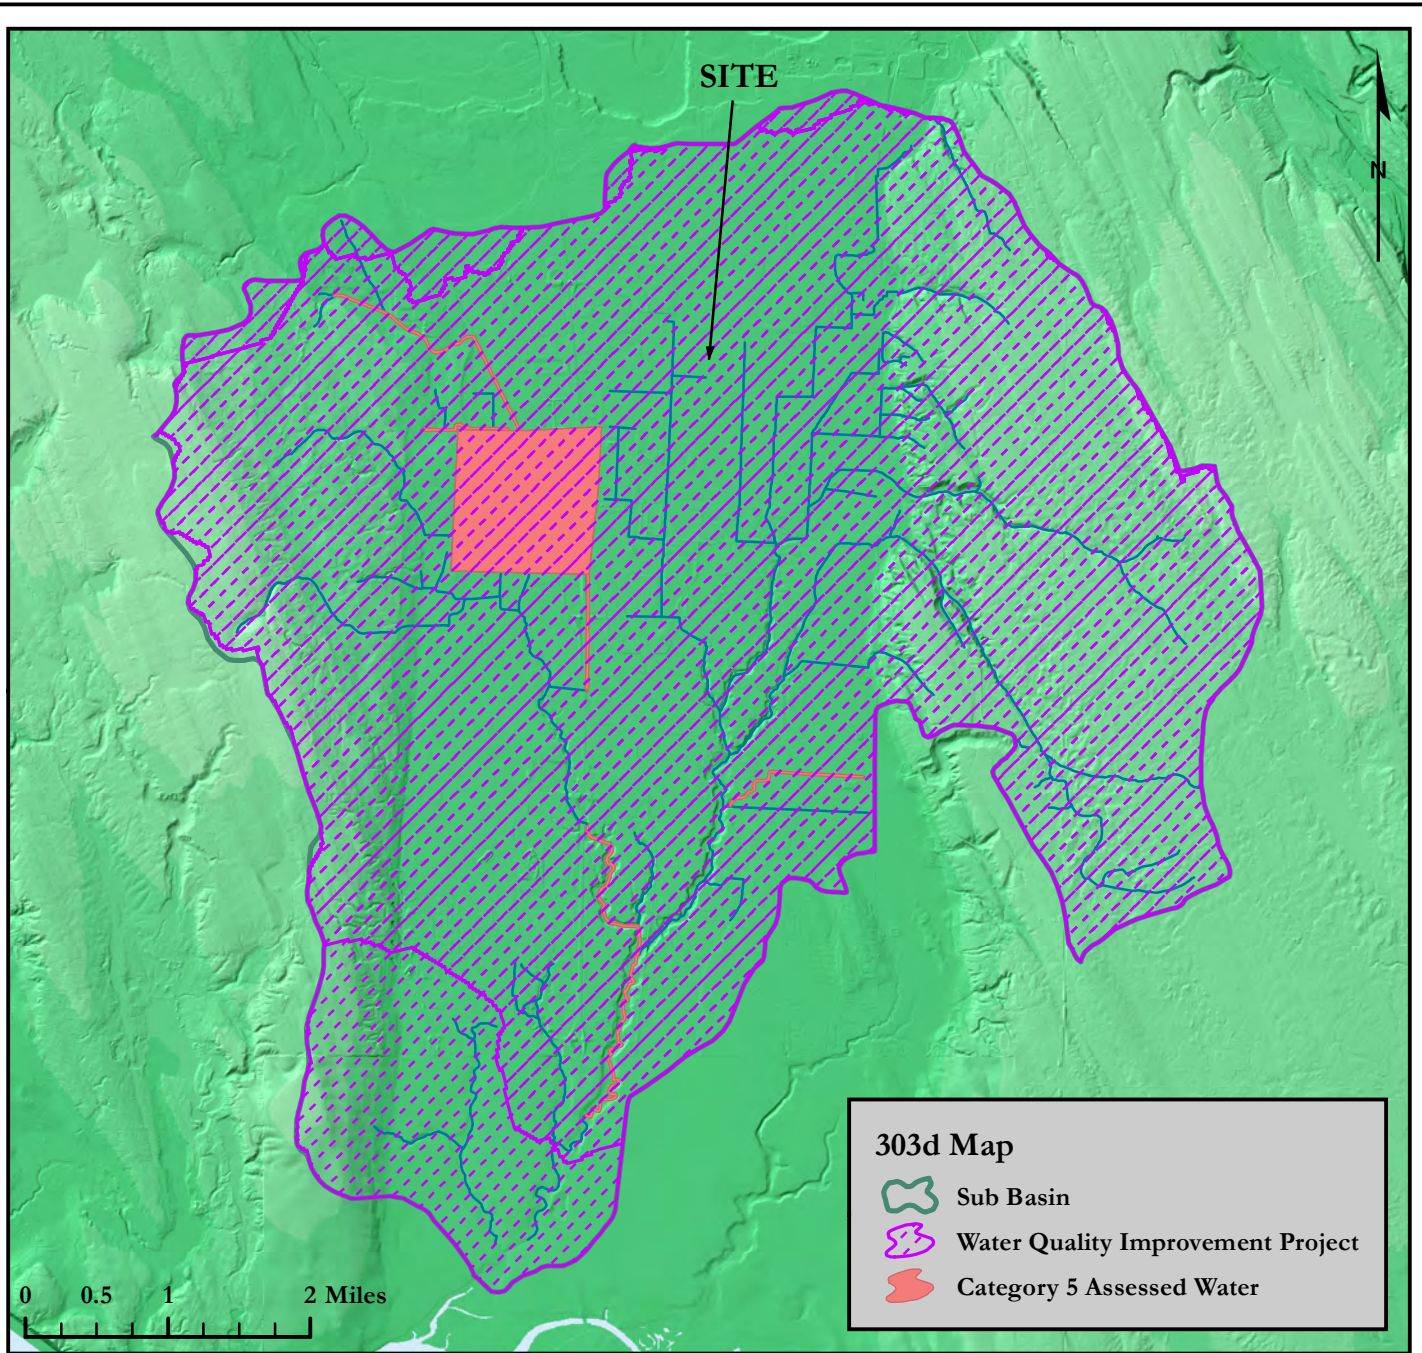 SITE
N
303d Map
Sub Basin
Water Quality Improvement Project
Category 5 Assessed Water
0 0.5 1 2 Miles